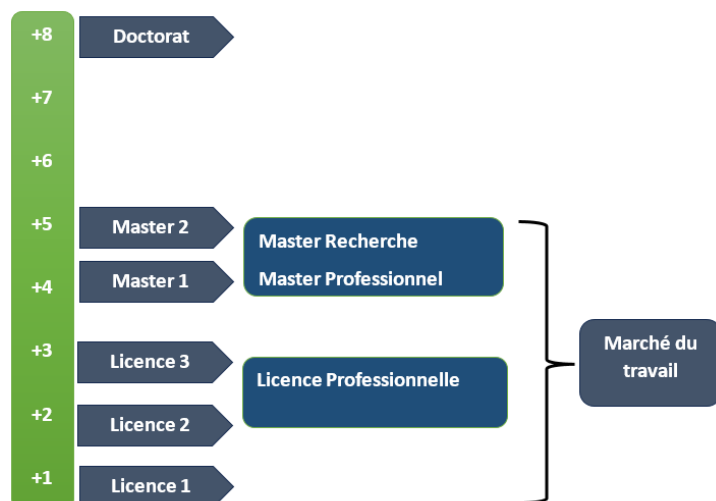 +8
Doctorat
+7
+6
+5
Master 2
Master Recherche
Master 1
Master Professionnel
+4
+3
Licence 3
Licence Professionnelle
Marché du
travail
+2
Licence 2
+1
Licence 1